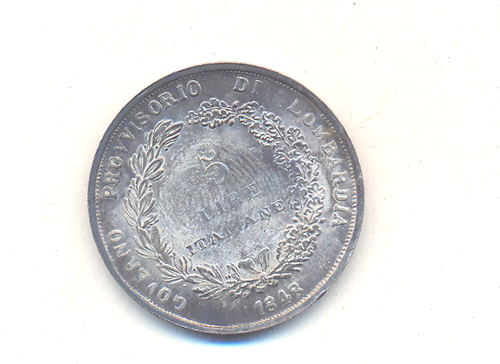 GOVERNO PROVVISORIO DI LOMBARDIA
5
LIRE
ITALIANE
1848